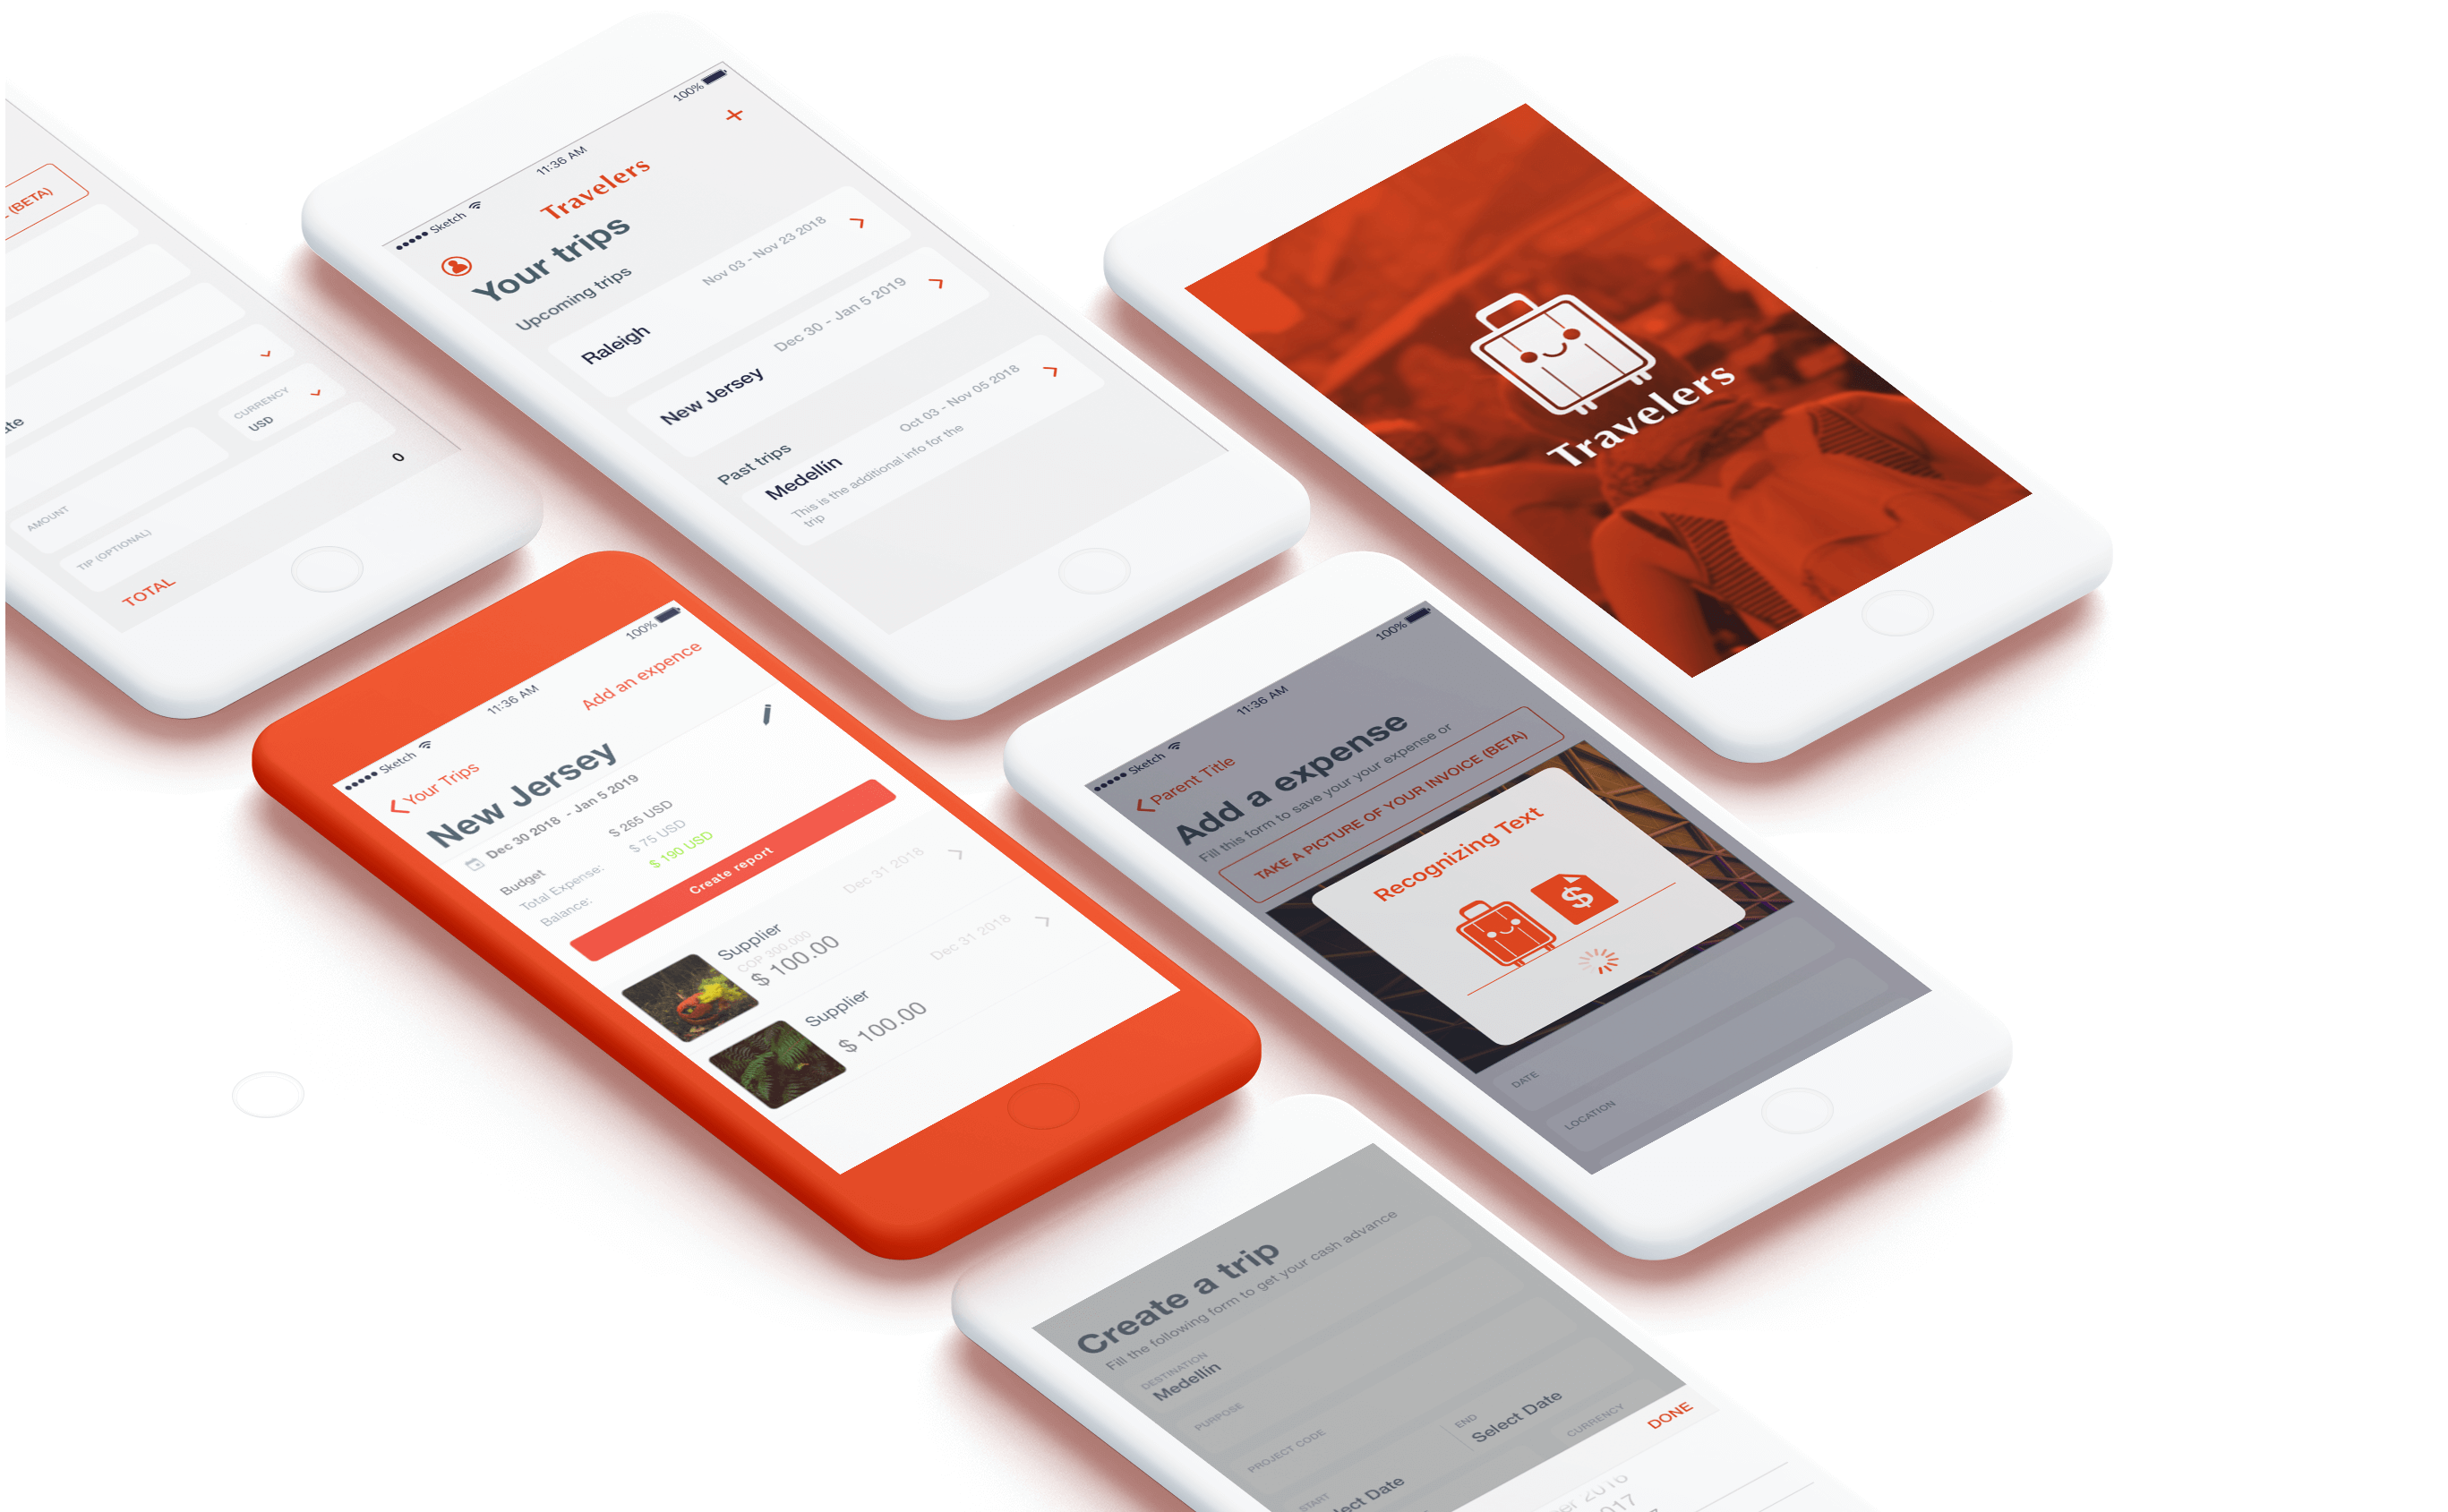 (BETA)
CURRENCY
USD
AMOUNT
TIP (OPTIONAL)
TOTAL
0
Sketch
11:36 AM
100%
Travelers
+
Your trips
Upcoming trips
Raleigh
Nov 03 - Nov 23 2018
New Jersey
Dec 30 - Jan 5 2019
Past trips
Medellín
Oct 03 - Nov 05 2018
This is the additional info for the
trip
Travelers
Sketch
11:36 AM
100%
Your Trips
Add an expence
New Jersey
Dec 30 2018 - Jan 5 2019
Budget
$ 265 USD
Total Expense:
$ 75 USD
Balance:
$ 190 USD
Create report
Supplier
Dec 31 2018
COP 300.000
$ 100.00
Supplier
Dec 31 2018
$ 100.00
Sketch
11:36 AM
100%
Parent Title
Add a expense
Fill this form to save your your expense or
TAKE A PICTURE OF YOUR INVOICE (BETA)
Recognizing Text
$
DATE
LOCATION
Create a trip
Fill the following form to get your cash advance
DESTINATION
Medellín
PURPOSE
PROJECT CODE
START
Date
END
Select Date
CURRENCY
DONE